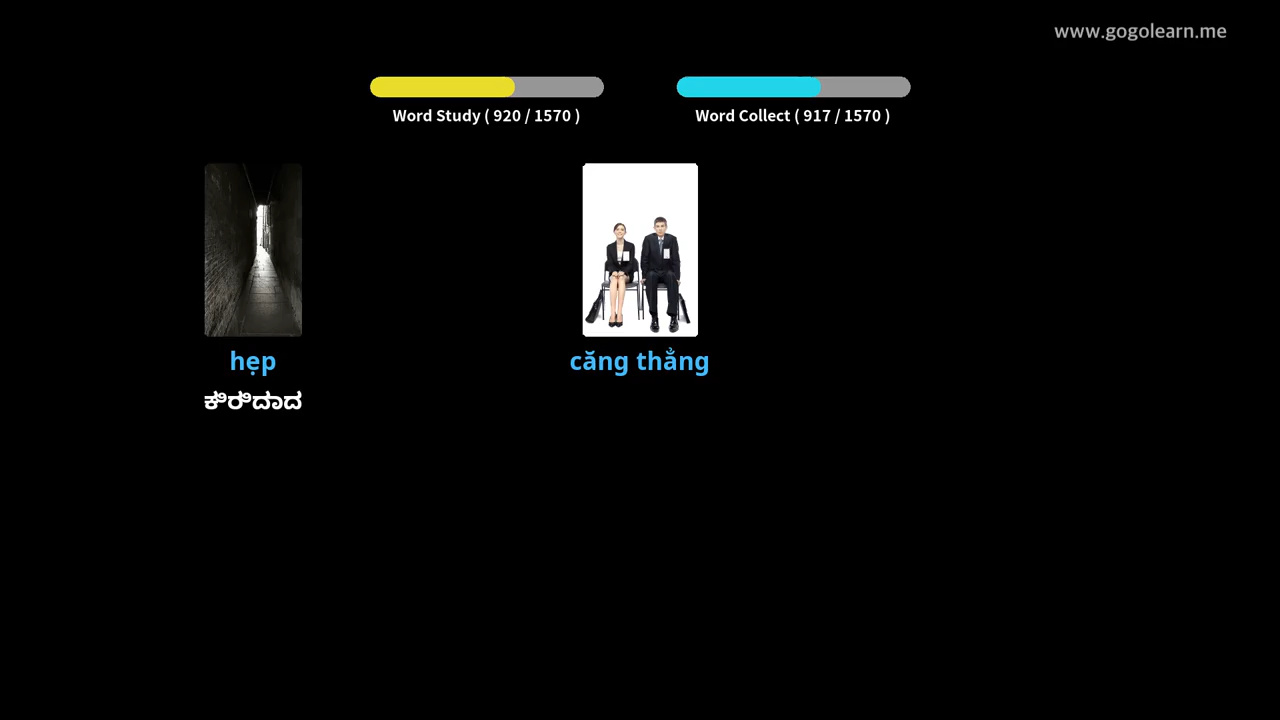 www.gogolearn.me
Word Study ( 920 / 1570 )
Word Collect ( 917 / 1570 )
hẹp
căng thẳng
ಕಿರಿದಾದ